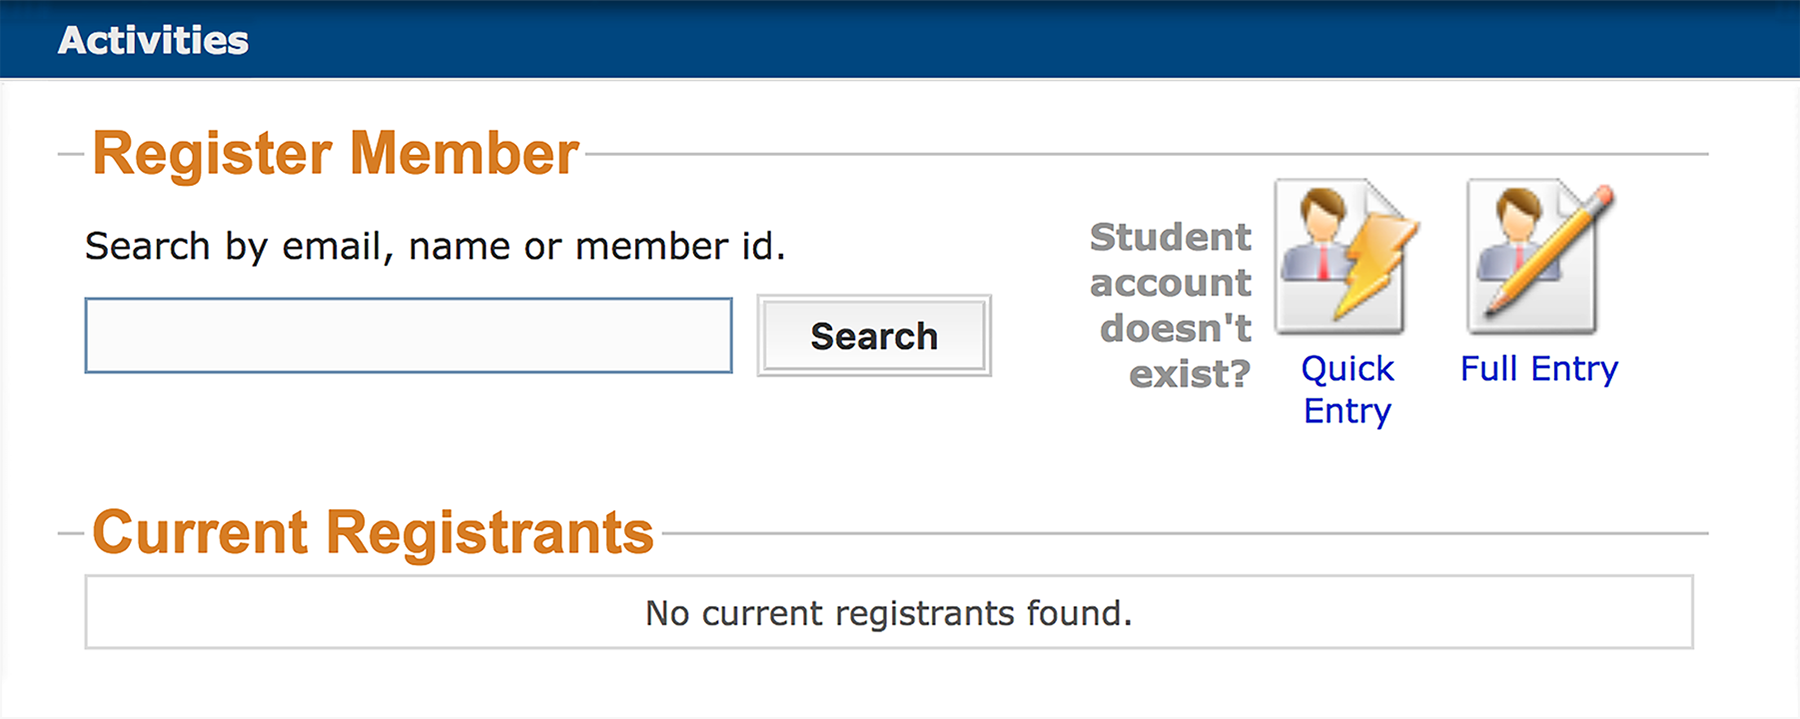 Activities
Register Member
Search by email, name or member id.
Search
Student
account
doesn't
exist?
Quick
Entry
Full Entry
Current Registrants
No current registrants found.